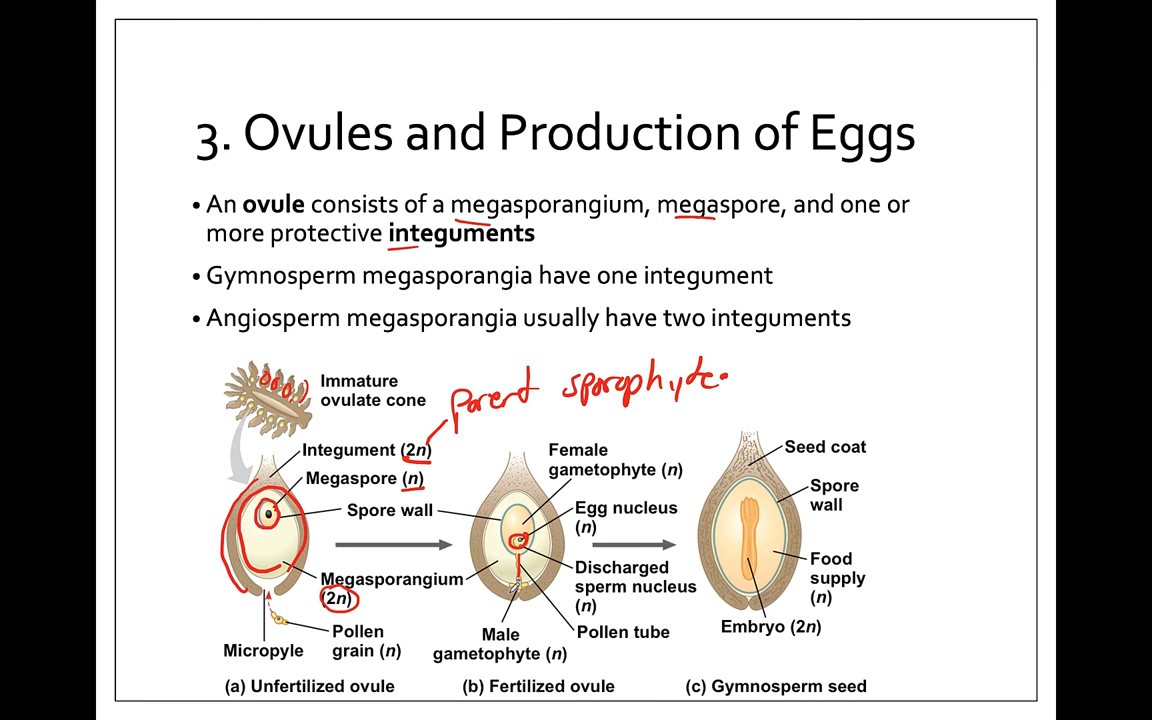 3. Ovules and Production of Eggs
• An ovule consists of a megasporangium, megaspore, and one or
more protective integuments
• Gymnosperm megasporangia have one integument
• Angiosperm megasporangia usually have two integuments
Immature
ovulate cone
parent sporophyte.
Integument (2n)
Megaspore (n)
Spore wall
Megasporangium
(2n)
Pollen
grain (n)
Micropyle
(a) Unfertilized ovule
Female
gametophyte (n)
Egg nucleus
(n)
Discharged
sperm nucleus
(n)
Pollen tube
Male
gametophyte (n)
(b) Fertilized ovule
Seed coat
Spore
wall
Food
supply
(n)
Embryo (2n)
(c) Gymnosperm seed